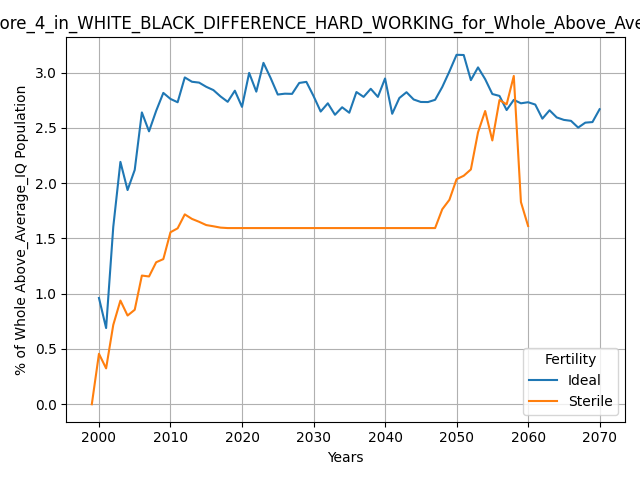 ore_4_in_WHITE_BLACK_DIFFERENCE_HARD_WORKING_for_Whole_Above_Ave
% of Whole Above_Average_IQ Population
3.0
2.5
2.0
1.5
1.0
0.5
0.0
Fertility
Ideal
Sterile
2000 2010 2020 2030 2040 2050 2060 2070
Years